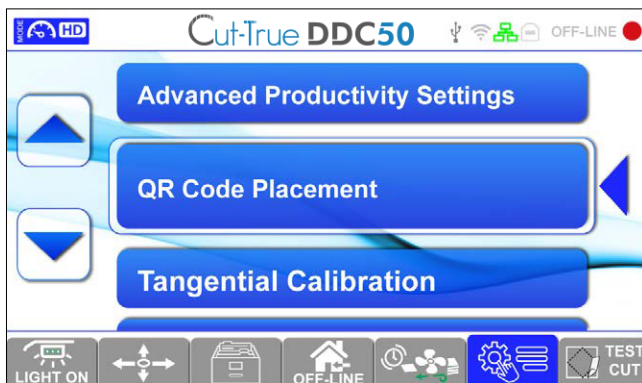 MODE
HD
Cut-True DDC50
OFF-LINE
Advanced Productivity Settings
QR Code Placement
Tangential Calibration
LIGHT ON
OFF-LINE
TEST
CUT